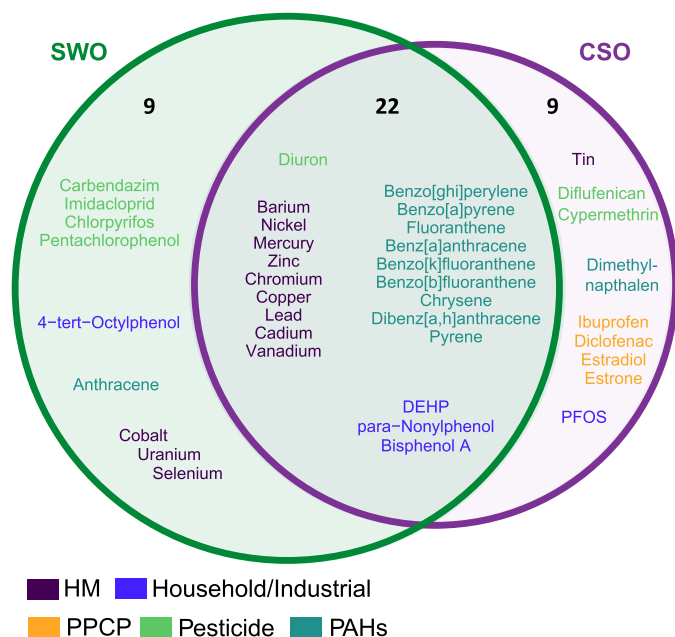 SWO
CSO
9
22
9
Carbendazim
Imidacloprid
Chlorpyrifos
Pentachlorophenol
4−tert−Octylphenol
Anthracene
Cobalt
Uranium
Selenium
Diuron
Barium
Nickel
Mercury
Zinc
Chromium
Copper
Lead
Cadium
Vanadium
Benzo[ghi]perylene
Benzo[a]pyrene
Fluoranthene
Benz[a]anthracene
Benzo[k]fluoranthene
Benzo[b]fluoranthene
Chrysene
Dibenz[a,h]anthracene
Pyrene
DEHP
para−Nonylphenol
Bisphenol A
Tin
Diflufenican
Cypermethrin
Dimethyl-
napthalen
Ibuprofen
Diclofenac
Estradiol
Estrone
PFOS
HM
Household/Industrial
PPCP
Pesticide
PAHs